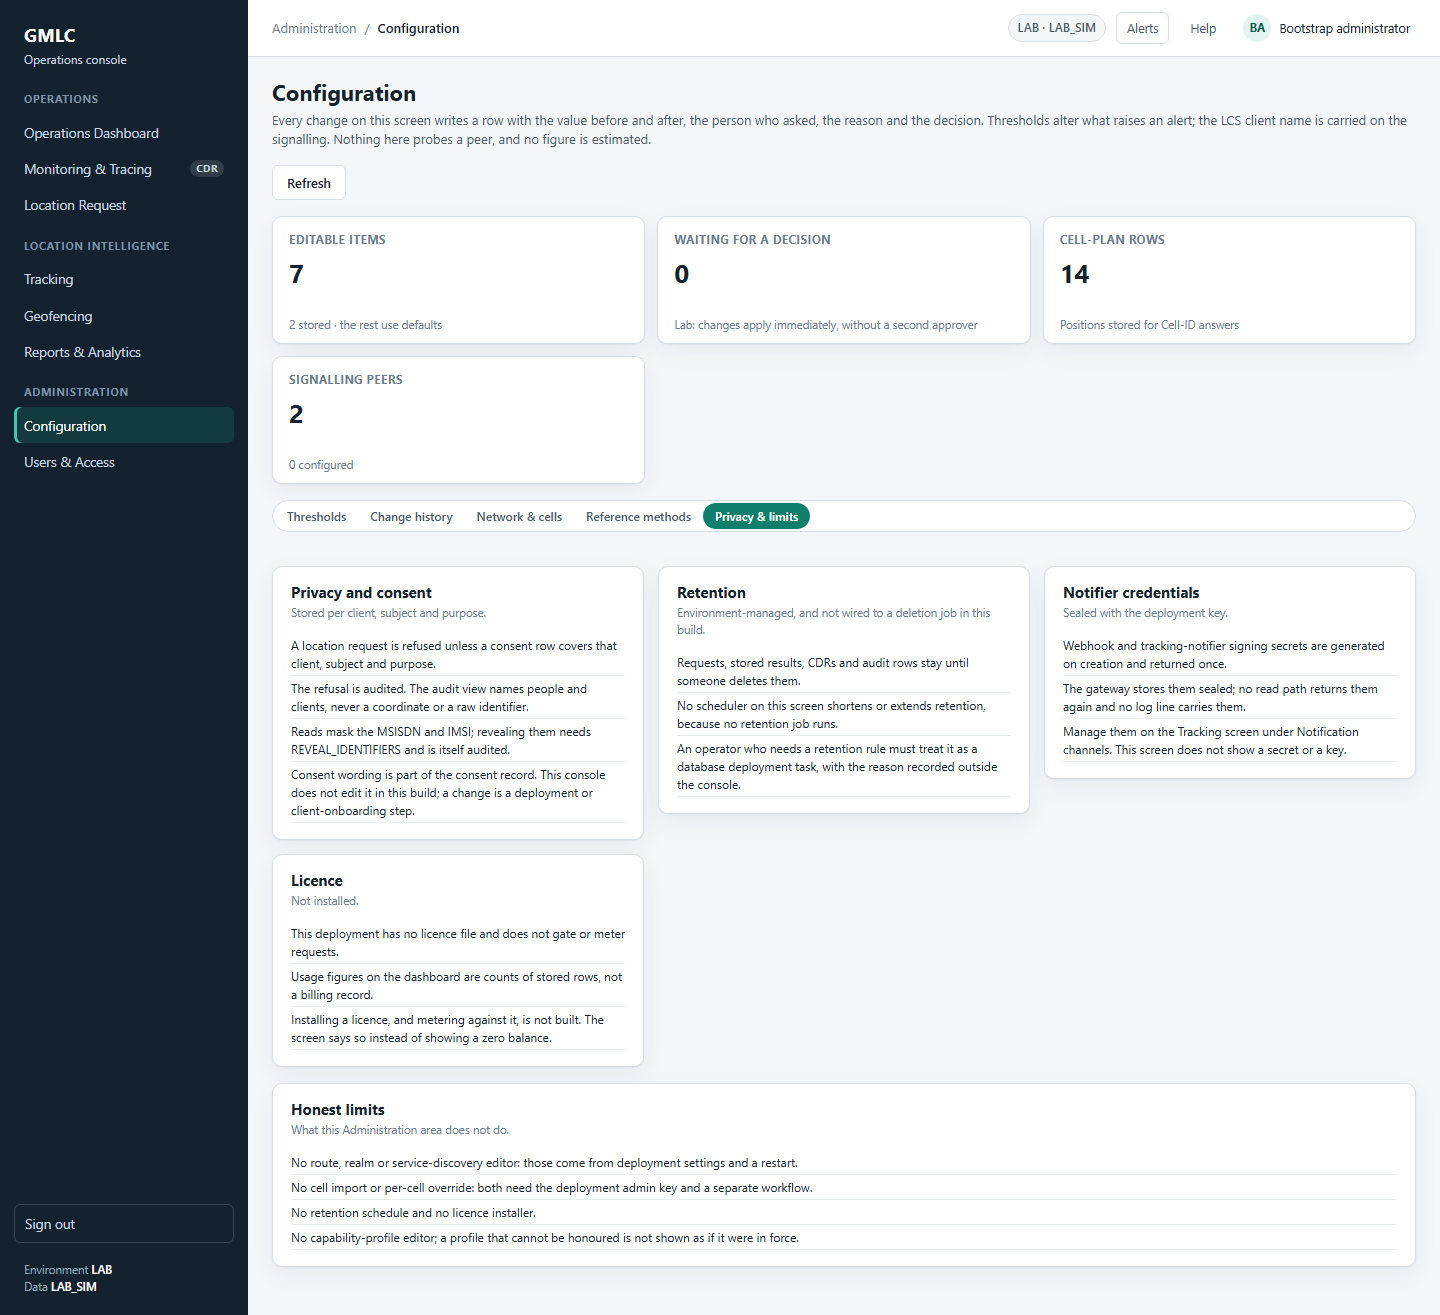 GMLC
Operations console
OPERATIONS
Operations Dashboard
Monitoring & Tracing
CDR
Location Request
LOCATION INTELLIGENCE
Tracking
Geofencing
Reports & Analytics
ADMINISTRATION
Configuration
Users & Access
Sign out
Environment LAB
Data LAB_SIM
Administration / Configuration
LAB · LAB_SIM
Alerts
Help
BA
Bootstrap administrator
Configuration
Every change on this screen writes a row with the value before and after, the person who asked, the reason and the decision. Thresholds alter what raises an alert; the LCS client name is carried on the
signalling. Nothing here probes a peer, and no figure is estimated.
Refresh
EDITABLE ITEMS
7
2 stored · the rest use defaults
WAITING FOR A DECISION
0
Lab: changes apply immediately, without a second approver
CELL-PLAN ROWS
14
Positions stored for Cell-ID answers
SIGNALLING PEERS
2
0 configured
Thresholds
Change history
Network & cells
Reference methods
Privacy & limits
Privacy and consent
Stored per client, subject and purpose.
A location request is refused unless a consent row covers that
client, subject and purpose.
The refusal is audited. The audit view names people and
clients, never a coordinate or a raw identifier.
Reads mask the MSISDN and IMSI; revealing them needs
REVEAL_IDENTIFIERS and is itself audited.
Consent wording is part of the consent record. This console
does not edit it in this build; a change is a deployment or
client-onboarding step.
Retention
Environment-managed, and not wired to a deletion job in this
build.
Requests, stored results, CDRs and audit rows stay until
someone deletes them.
No scheduler on this screen shortens or extends retention,
because no retention job runs.
An operator who needs a retention rule must treat it as a
database deployment task, with the reason recorded outside
the console.
Notifier credentials
Sealed with the deployment key.
Webhook and tracking-notifier signing secrets are generated
on creation and returned once.
The gateway stores them sealed; no read path returns them
again and no log line carries them.
Manage them on the Tracking screen under Notification
channels. This screen does not show a secret or a key.
Licence
Not installed.
This deployment has no licence file and does not gate or meter
requests.
Usage figures on the dashboard are counts of stored rows, not
a billing record.
Installing a licence, and metering against it, is not built. The
screen says so instead of showing a zero balance.
Honest limits
What this Administration area does not do.
No route, realm or service-discovery editor: those come from deployment settings and a restart.
No cell import or per-cell override: both need the deployment admin key and a separate workflow.
No retention schedule and no licence installer.
No capability-profile editor; a profile that cannot be honoured is not shown as if it were in force.